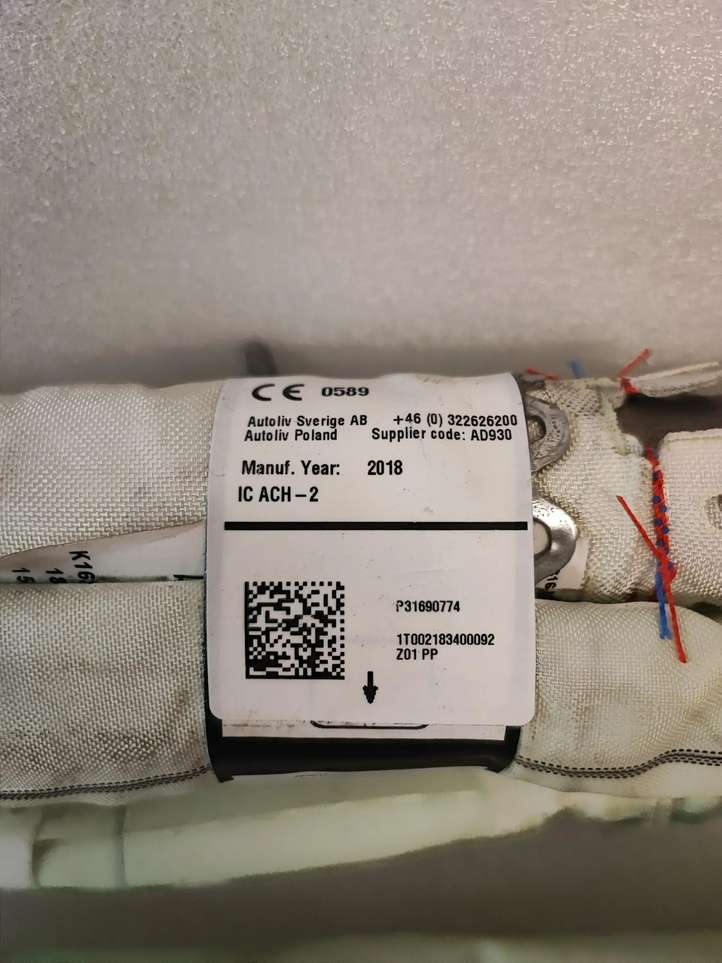 CE 0589
Autoliv Sverige AB +46 (0) 322626200
Autoliv Poland Supplier code: AD930
Manuf. Year: 2018
IC ACH-2
P31690774
1T002183400092
Z01 PP